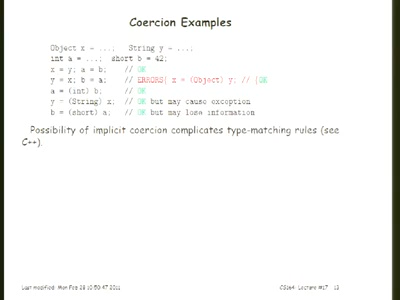 Coercion Examples
Object x = ...; String y = ...;
int a = ...; short b = 42;
x = y; a = b; // OK
y = x; b = a; // ERRORS{ x = (Object) y; // {OK
a = (int) b; // OK
y = (String) x; // OK but may cause exception
b = (short) a; // OK but may lose information
Possibility of implicit coercion complicates type-matching rules (see
C++).
Last modified: Mon Feb 28 10:50:47 2011 CS164: Lecture #17 13